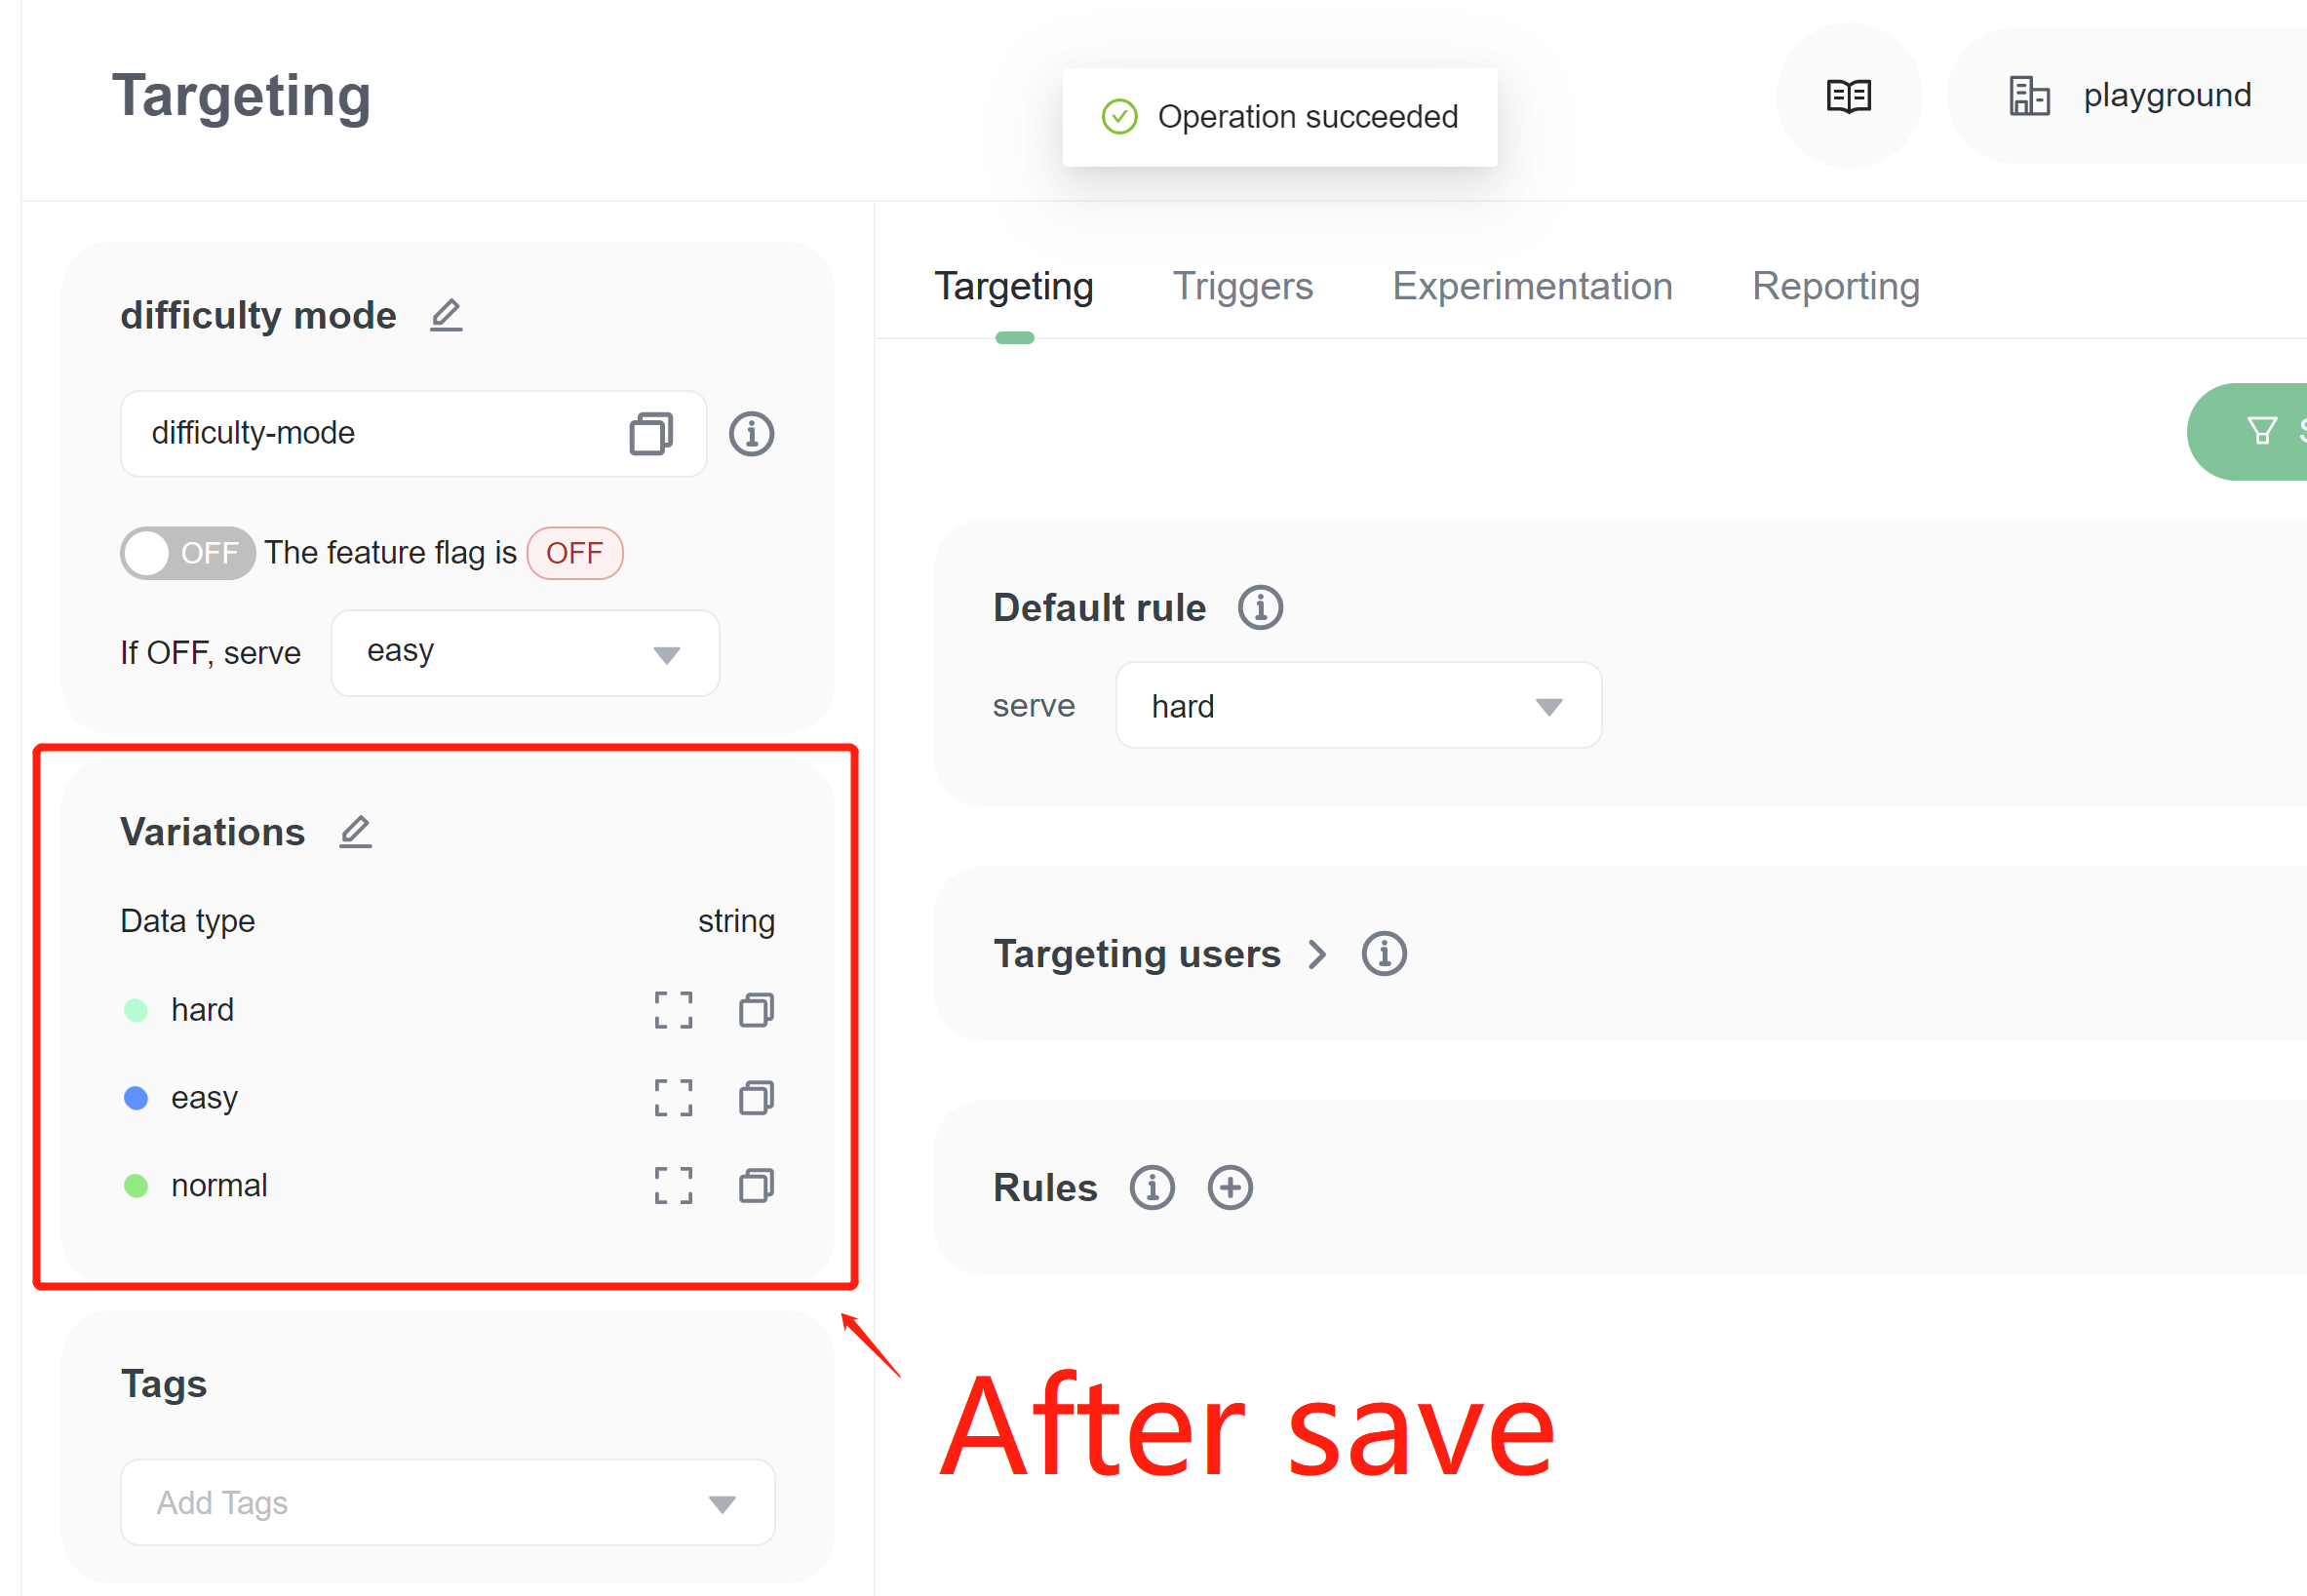 Targeting
Operation succeeded
playground
difficulty mode
difficulty-mode
OFF The feature flag is OFF
If OFF, serve easy
Variations
Data type string
hard
easy
normal
Tags
Add Tags
Targeting Triggers Experimentation Reporting
Default rule
serve hard
Targeting users
Rules
After save